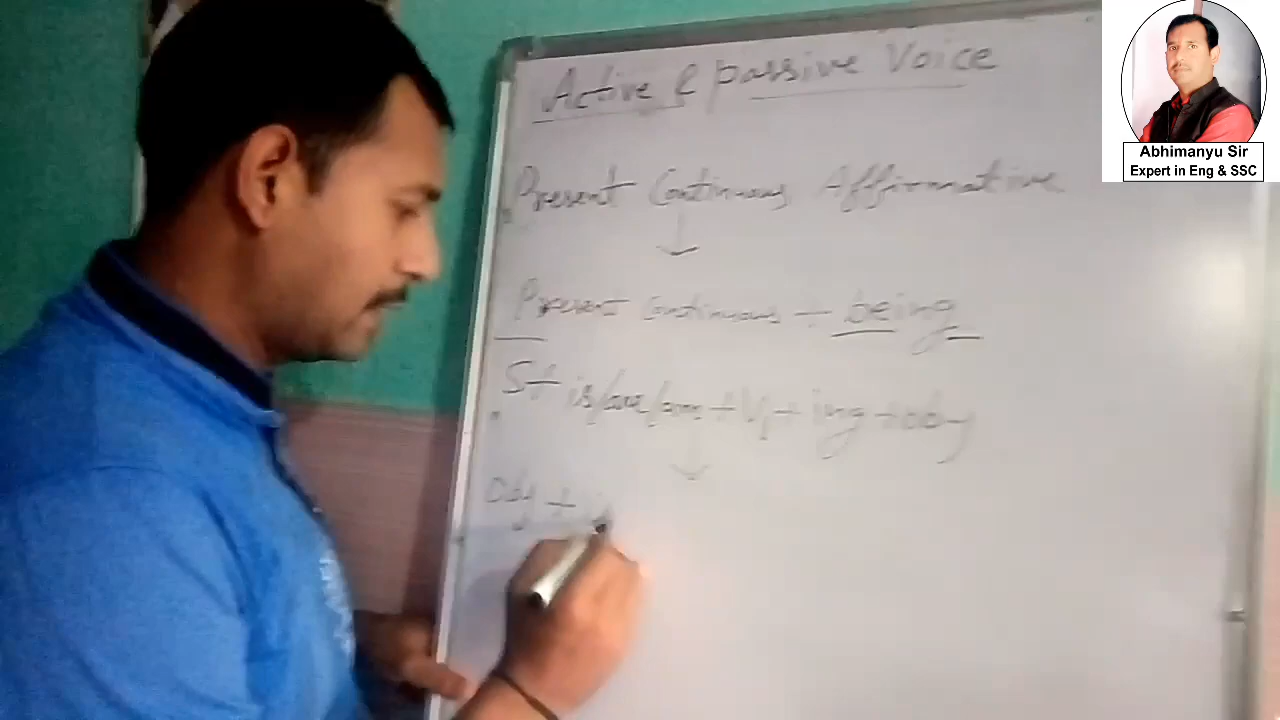 Active & Passive Voice
Present Continuous Affirmative
Present Continuous + being
S+ is/are/am + V1 + ing + obj
Obj + is
Abhimanyu Sir
Expert in Eng & SSC